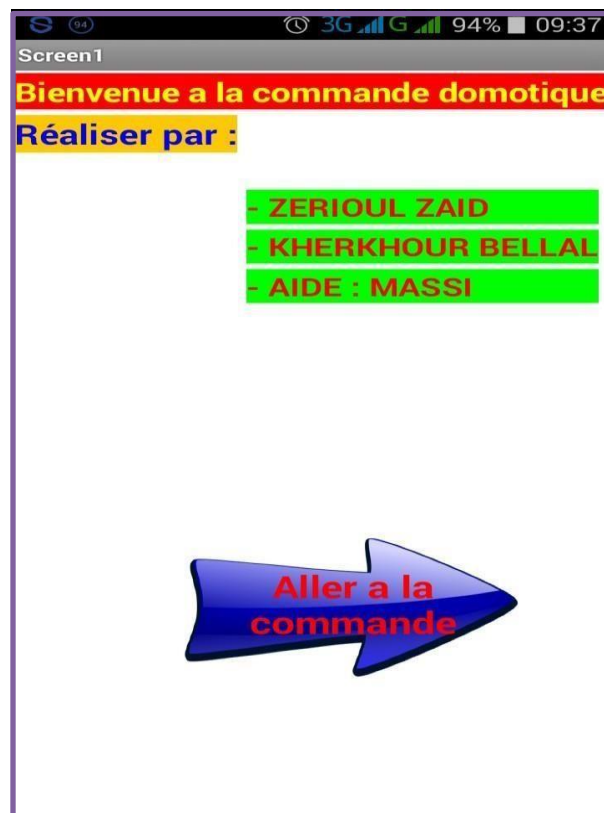 S 94 3G G 94% 09:37
Screen1
Bienvenue a la commande domotique
Réaliser par :
- ZERIOUL ZAID
- KHERKHOUR BELLAL
- AIDE : MASSI
Aller a la
commande